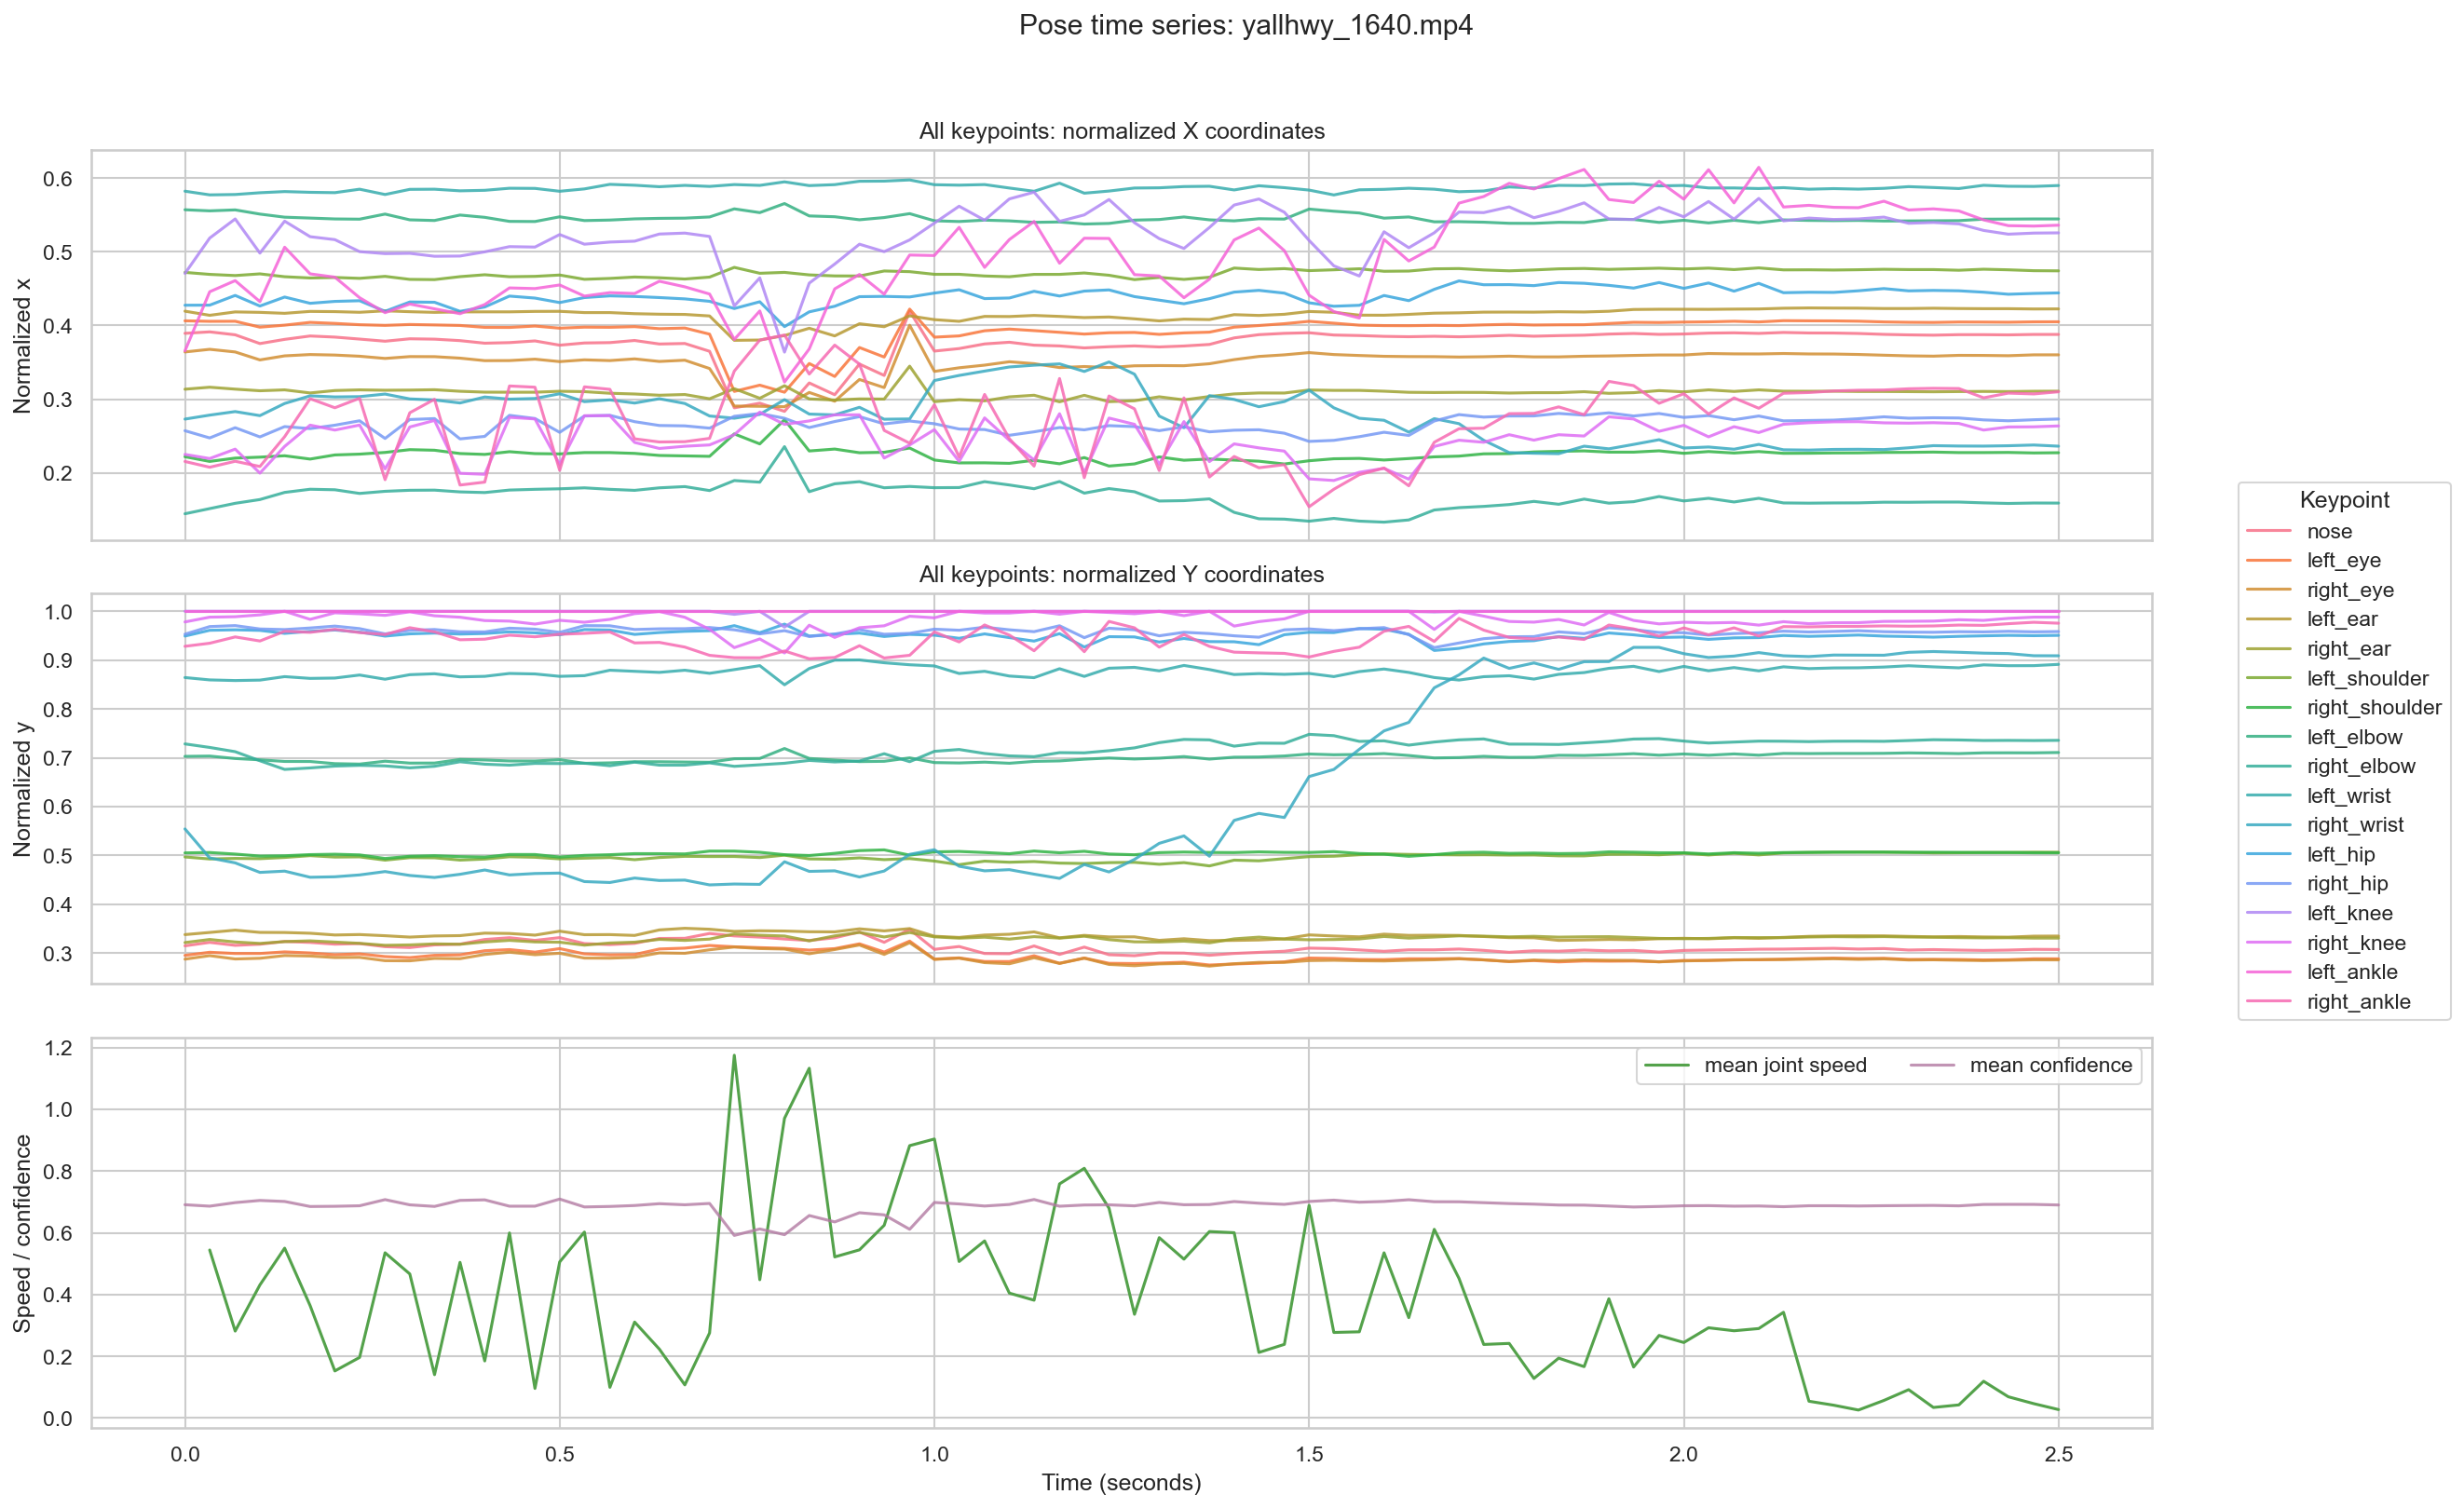 Pose time series: yallhwy_1640.mp4
All keypoints: normalized X coordinates
Normalized x
0.6
0.5
0.4
0.3
0.2
All keypoints: normalized Y coordinates
Normalized y
1.0
0.9
0.8
0.7
0.6
0.5
0.4
0.3
Keypoint
nose
left_eye
right_eye
left_ear
right_ear
left_shoulder
right_shoulder
left_elbow
right_elbow
left_wrist
right_wrist
left_hip
right_hip
left_knee
right_knee
left_ankle
right_ankle
Speed / confidence
1.2
1.0
0.8
0.6
0.4
0.2
0.0
mean joint speed mean confidence
0.0 0.5 1.0 1.5 2.0 2.5
Time (seconds)